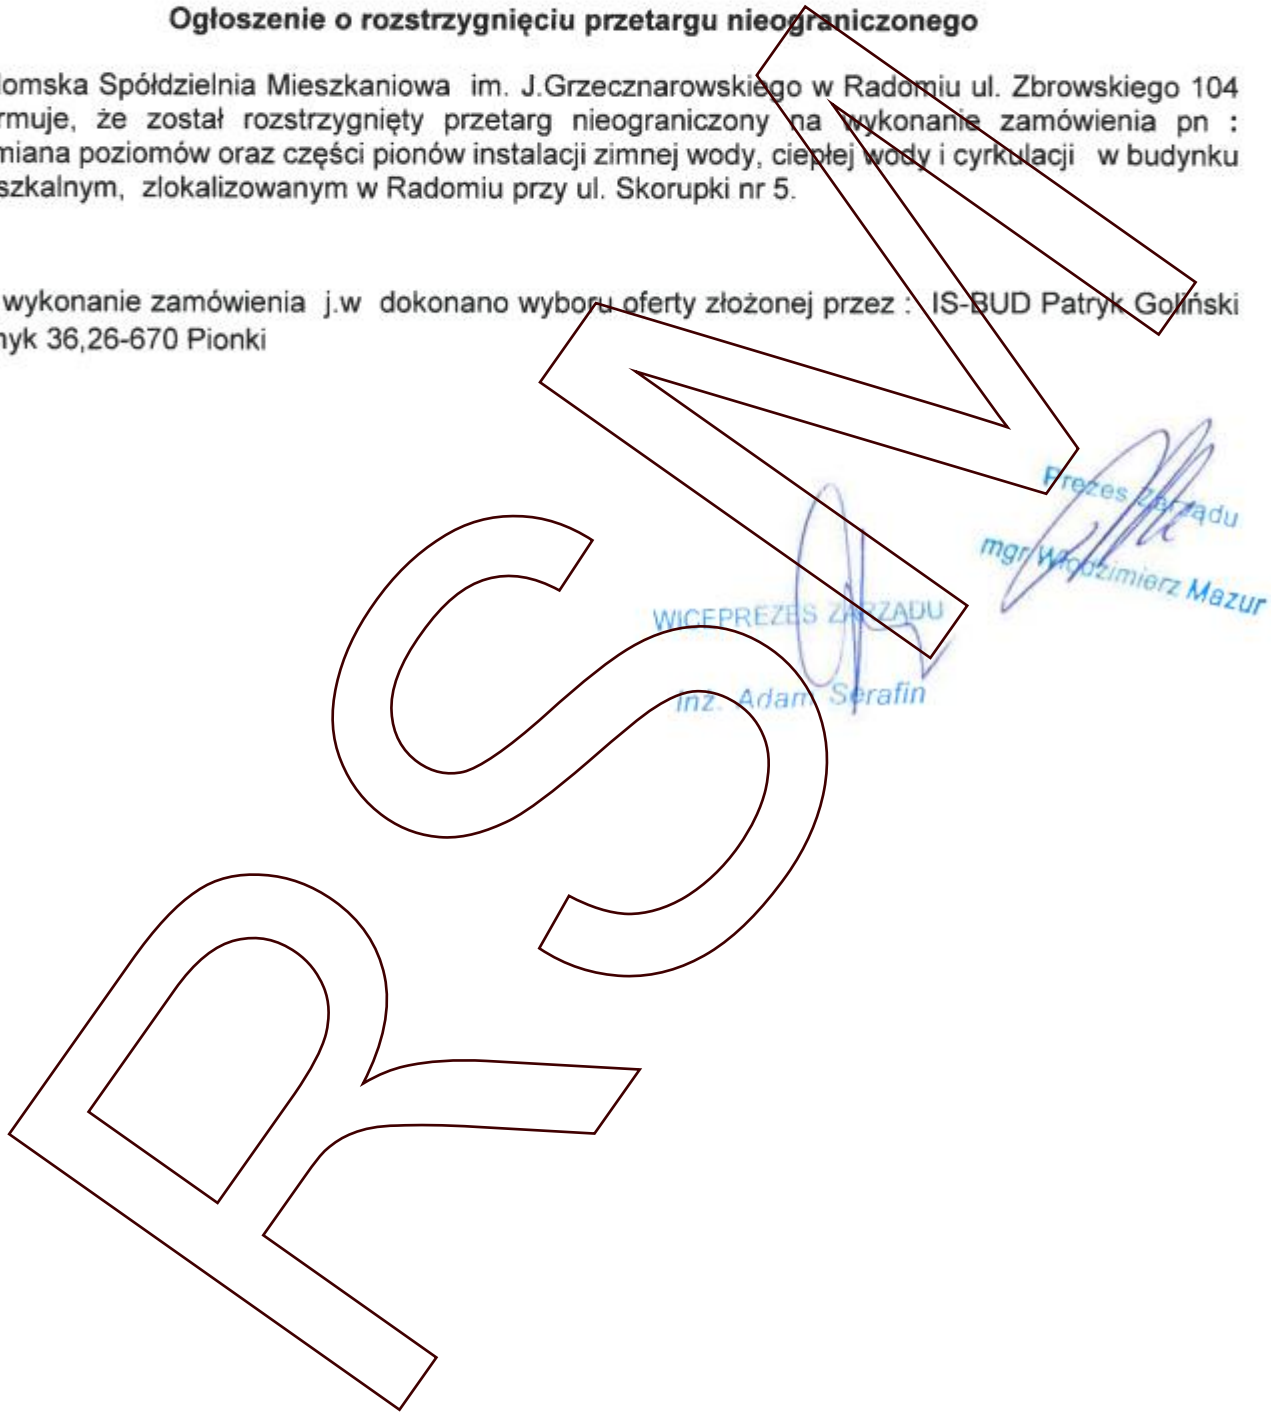 Ogłoszenie o rozstrzygnięciu przetargu nieograniczonego
domska Spółdzielnia Mieszkaniowa im. J.Grzecznarowskiego w Radomiu ul. Zbrowskiego 104
rmuje, że został rozstrzygnięty przetarg nieograniczony na wykonanie zamówienia pn :
miana poziomów oraz części pionów instalacji zimnej wody, ciepłej wody i cyrkulacji w budynku
szkalnym, zlokalizowanym w Radomiu przy ul. Skorupki nr 5.
wykonanie zamówienia j.w dokonano wyboru oferty złożonej przez : IS-BUD Patryk Goliński
nyk 36,26-670 Pionki
Prezes Zarządu
mgr Włodzimierz Mazur
WICEPREZES ZARZĄDU
inż. Adam Serafin
RSM